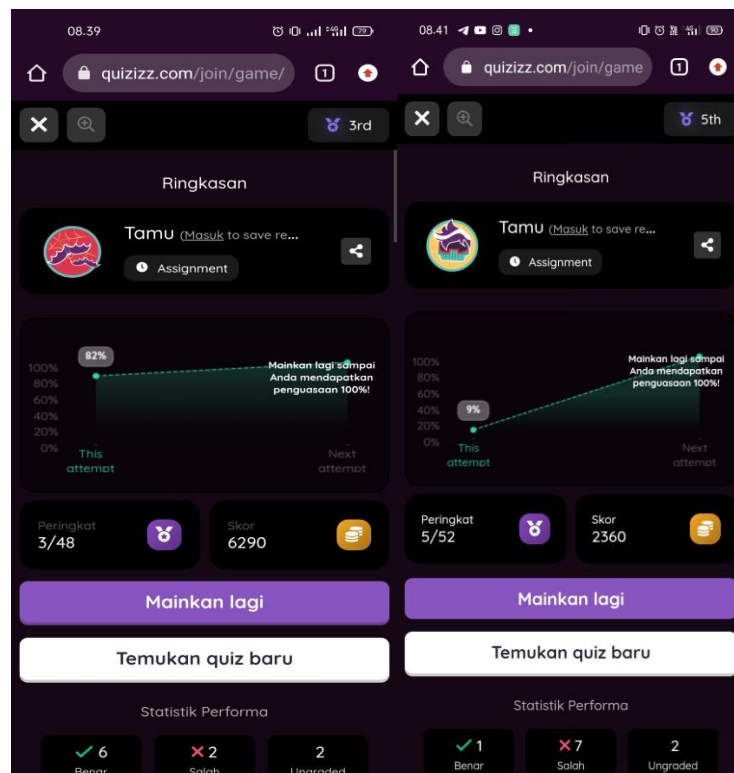 08.39
79
quizizz.com/join/game/
1
3rd
Ringkasan
Tamu (Masuk to save re...
Assignment
82%
Mainkan lagi sampai
Anda mendapatkan
penguasaan 100%!
100%
80%
60%
40%
20%
0%
This
attempt
Next
attempt
Peringkat
3/48
Skor
6290
Mainkan lagi
Temukan quiz baru
Statistik Performa
6
Benar
2
Salah
2
Ungraded
08.41
90
quizizz.com/join/game
1
5th
Ringkasan
Tamu (Masuk to save re...
Assignment
Mainkan lagi sampai
Anda mendapatkan
penguasaan 100%!
100%
80%
60%
40%
20%
0%
9%
This
attempt
Next
attempt
Peringkat
5/52
Skor
2360
Mainkan lagi
Temukan quiz baru
Statistik Performa
1
Benar
7
Salah
2
Ungraded